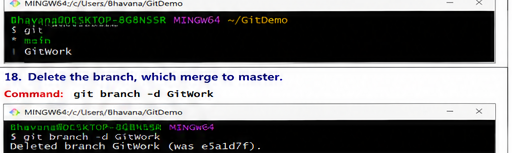 MINGW64:/c/Users/Bhavana/GitDemo
Bhavana@DESKTOP-8G8NSSR MINGW64 ~/GitDemo
$ git
* main
GitWork
18. Delete the branch, which merge to master.
Command: git branch -d GitWork
MINGW64:/c/Users/Bhavana/GitDemo
Bhavana@DESKTOP-8G8NSSR MINGW64
$ git branch -d GitWork
Deleted branch GitWork (was e5a1d7f).